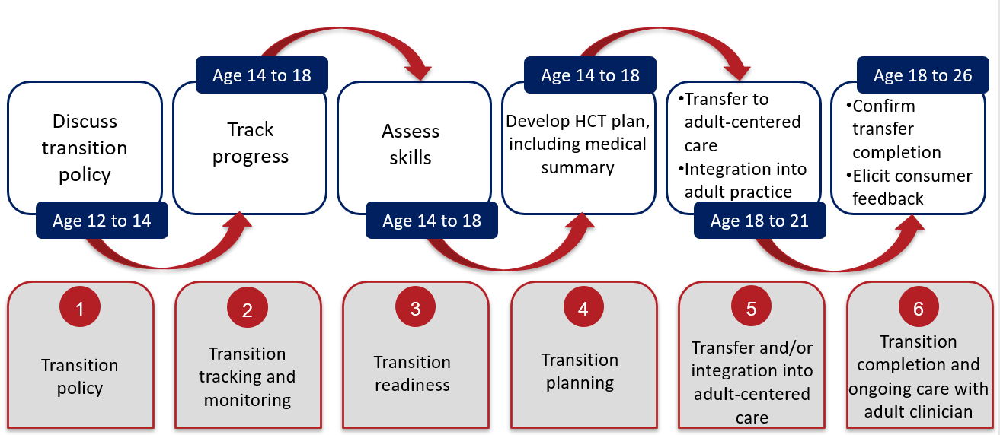 Discuss
transition
policy
Age 12 to 14
Age 14 to 18
Track
progress
Assess
skills
Age 14 to 18
Age 14 to 18
Develop HCT plan,
including medical
summary
•Transfer to
adult-centered
care
•Integration into
adult practice
Age 18 to 21
Age 18 to 26
•Confirm
transfer
completion
•Elicit consumer
feedback
1
Transition
policy
2
Transition
tracking and
monitoring
3
Transition
readiness
4
Transition
planning
5
Transfer and/or
integration into
adult-centered
care
6
Transition
completion and
ongoing care with
adult clinician